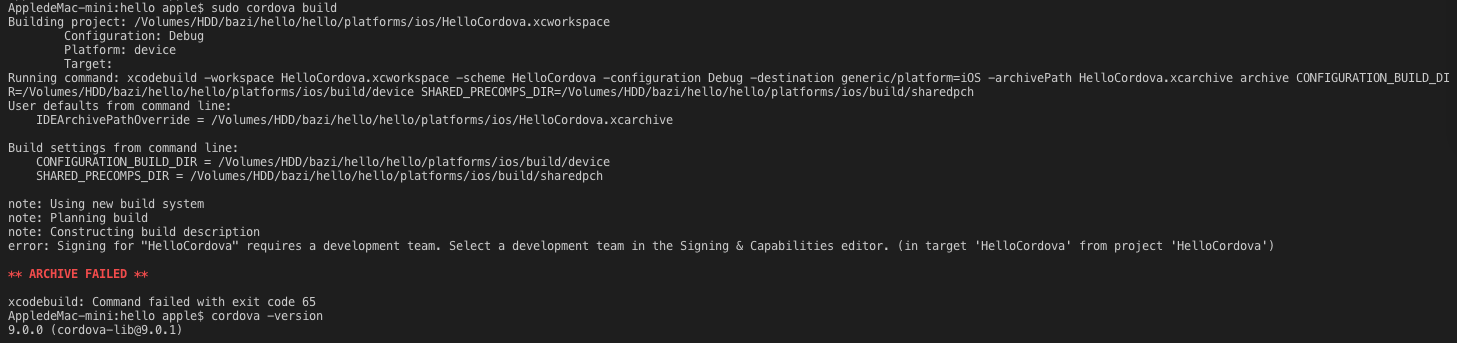 AppledeMac-mini:hello apple$ sudo cordova build
Building project: /Volumes/HDD/bazi/hello/hello/platforms/ios/HelloCordova.xcworkspace
        Configuration: Debug
        Platform: device
        Target:
Running command: xcodebuild -workspace HelloCordova.xcworkspace -scheme HelloCordova -configuration Debug -destination generic/platform=iOS -archivePath HelloCordova.xcarchive archive CONFIGURATION_BUILD_DI
R=/Volumes/HDD/bazi/hello/hello/platforms/ios/build/device SHARED_PRECOMPS_DIR=/Volumes/HDD/bazi/hello/hello/platforms/ios/build/sharedpch
User defaults from command line:
    IDEArchivePathOverride = /Volumes/HDD/bazi/hello/hello/platforms/ios/HelloCordova.xcarchive

Build settings from command line:
    CONFIGURATION_BUILD_DIR = /Volumes/HDD/bazi/hello/hello/platforms/ios/build/device
    SHARED_PRECOMPS_DIR = /Volumes/HDD/bazi/hello/hello/platforms/ios/build/sharedpch

note: Using new build system
note: Planning build
note: Constructing build description
error: Signing for "HelloCordova" requires a development team. Select a development team in the Signing & Capabilities editor. (in target 'HelloCordova' from project 'HelloCordova')

** ARCHIVE FAILED **

xcodebuild: Command failed with exit code 65
AppledeMac-mini:hello apple$ cordova -version
9.0.0 (cordova-lib@9.0.1)